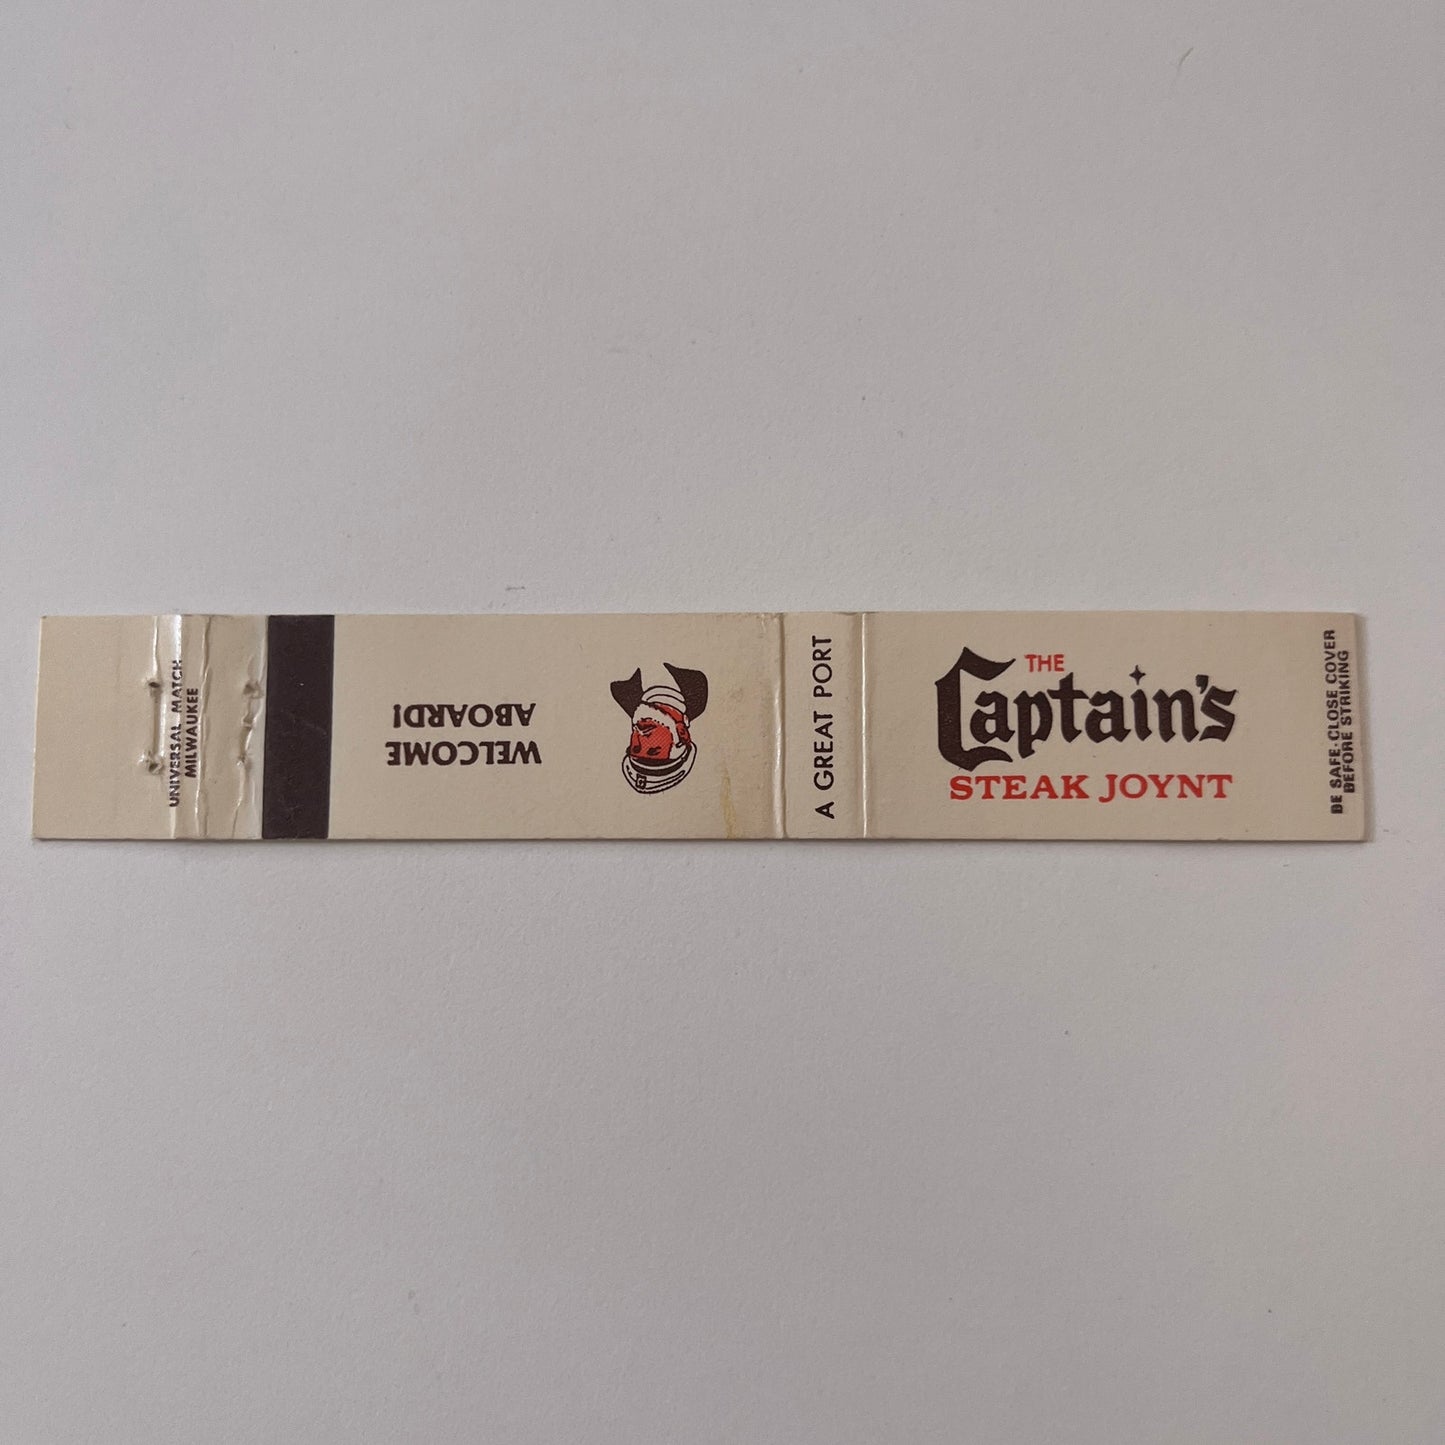 UNIVERSAL MATCH
MILWAUKEE
WELCOME
ABOARD!
A GREAT PORT
THE
Captain's
STEAK JOYNT
BE SAFE-CLOSE COVER
BEFORE STRIKING